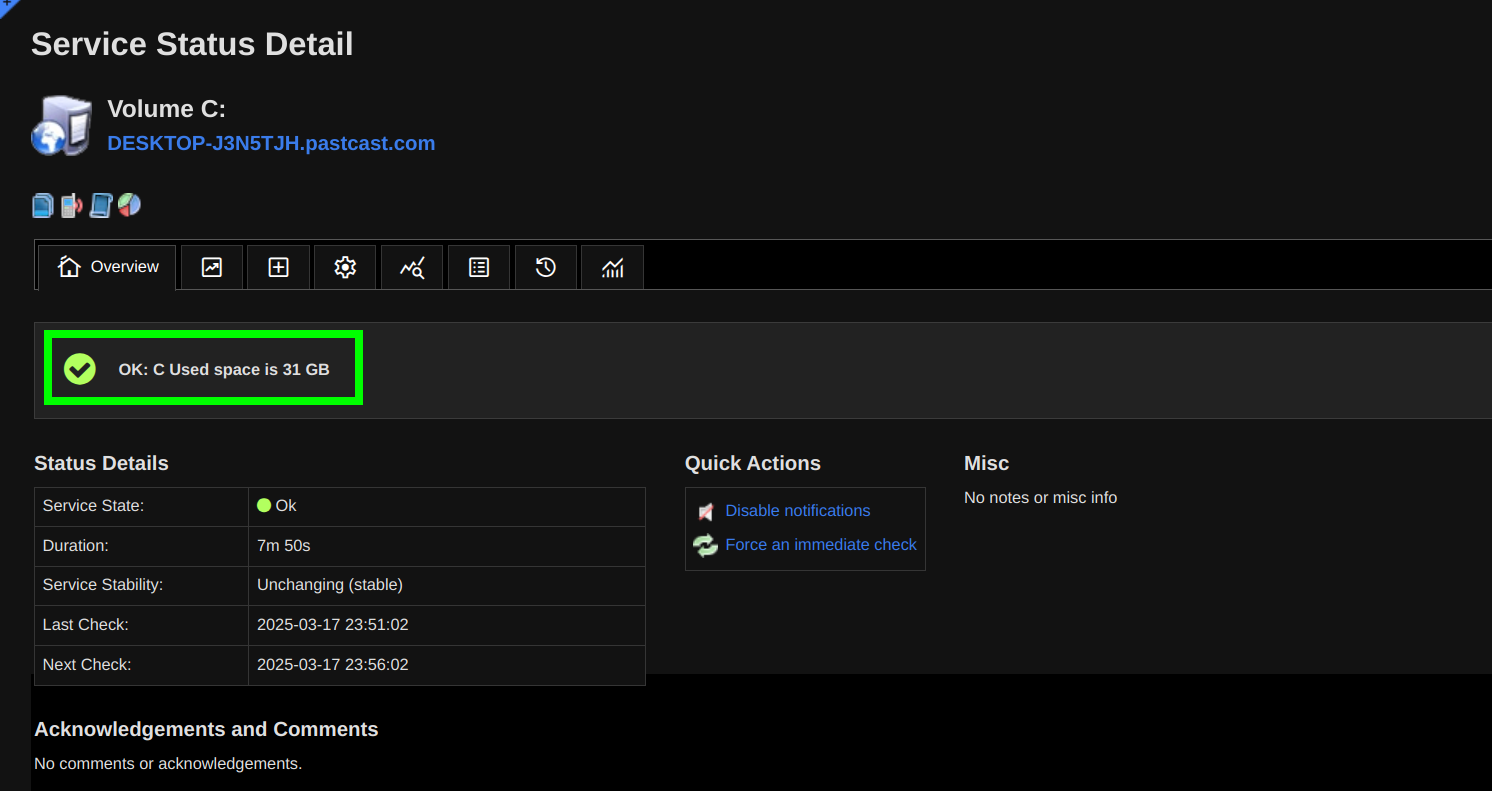 Service Status Detail
Volume C:
DESKTOP-J3N5TJH.pastcast.com
Overview
OK: C Used space is 31 GB
Status Details
Service State: Ok
Duration: 7m 50s
Service Stability: Unchanging (stable)
Last Check: 2025-03-17 23:51:02
Next Check: 2025-03-17 23:56:02
Quick Actions
Disable notifications
Force an immediate check
Misc
No notes or misc info
Acknowledgements and Comments
No comments or acknowledgements.